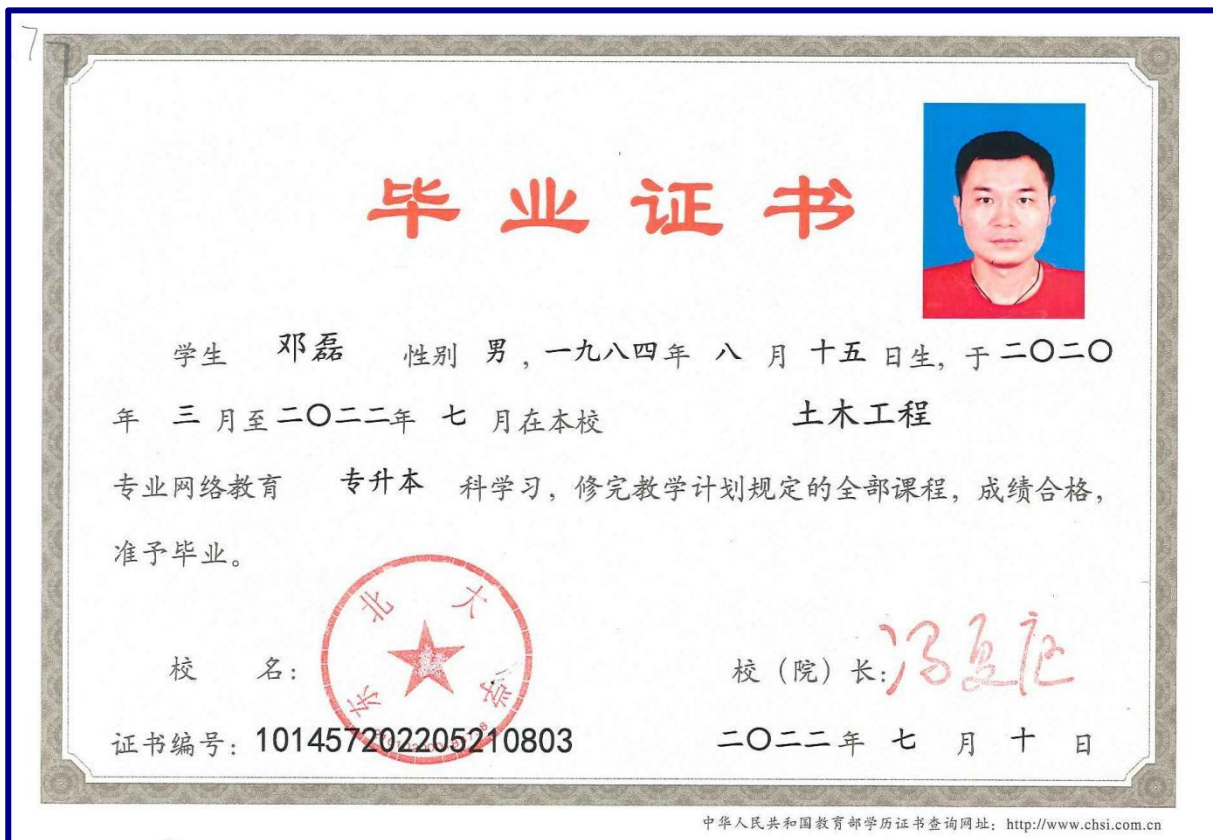 毕业证书
学生 邓磊 性别 男，一九八四年 八 月 十五 日生，于 二〇二〇
年 三 月至 二〇二二年 七 月在本校 土木工程
专业网络教育 专升本 科学习，修完教学计划规定的全部课程，成绩合格，
准予毕业。
东北大学
校 名：
校（院）长：冯夏庭
证书编号：101457202205210803
二〇二二年 七 月 十 日
中华人民共和国教育部学历证书查询网址：http://www.chsi.com.cn